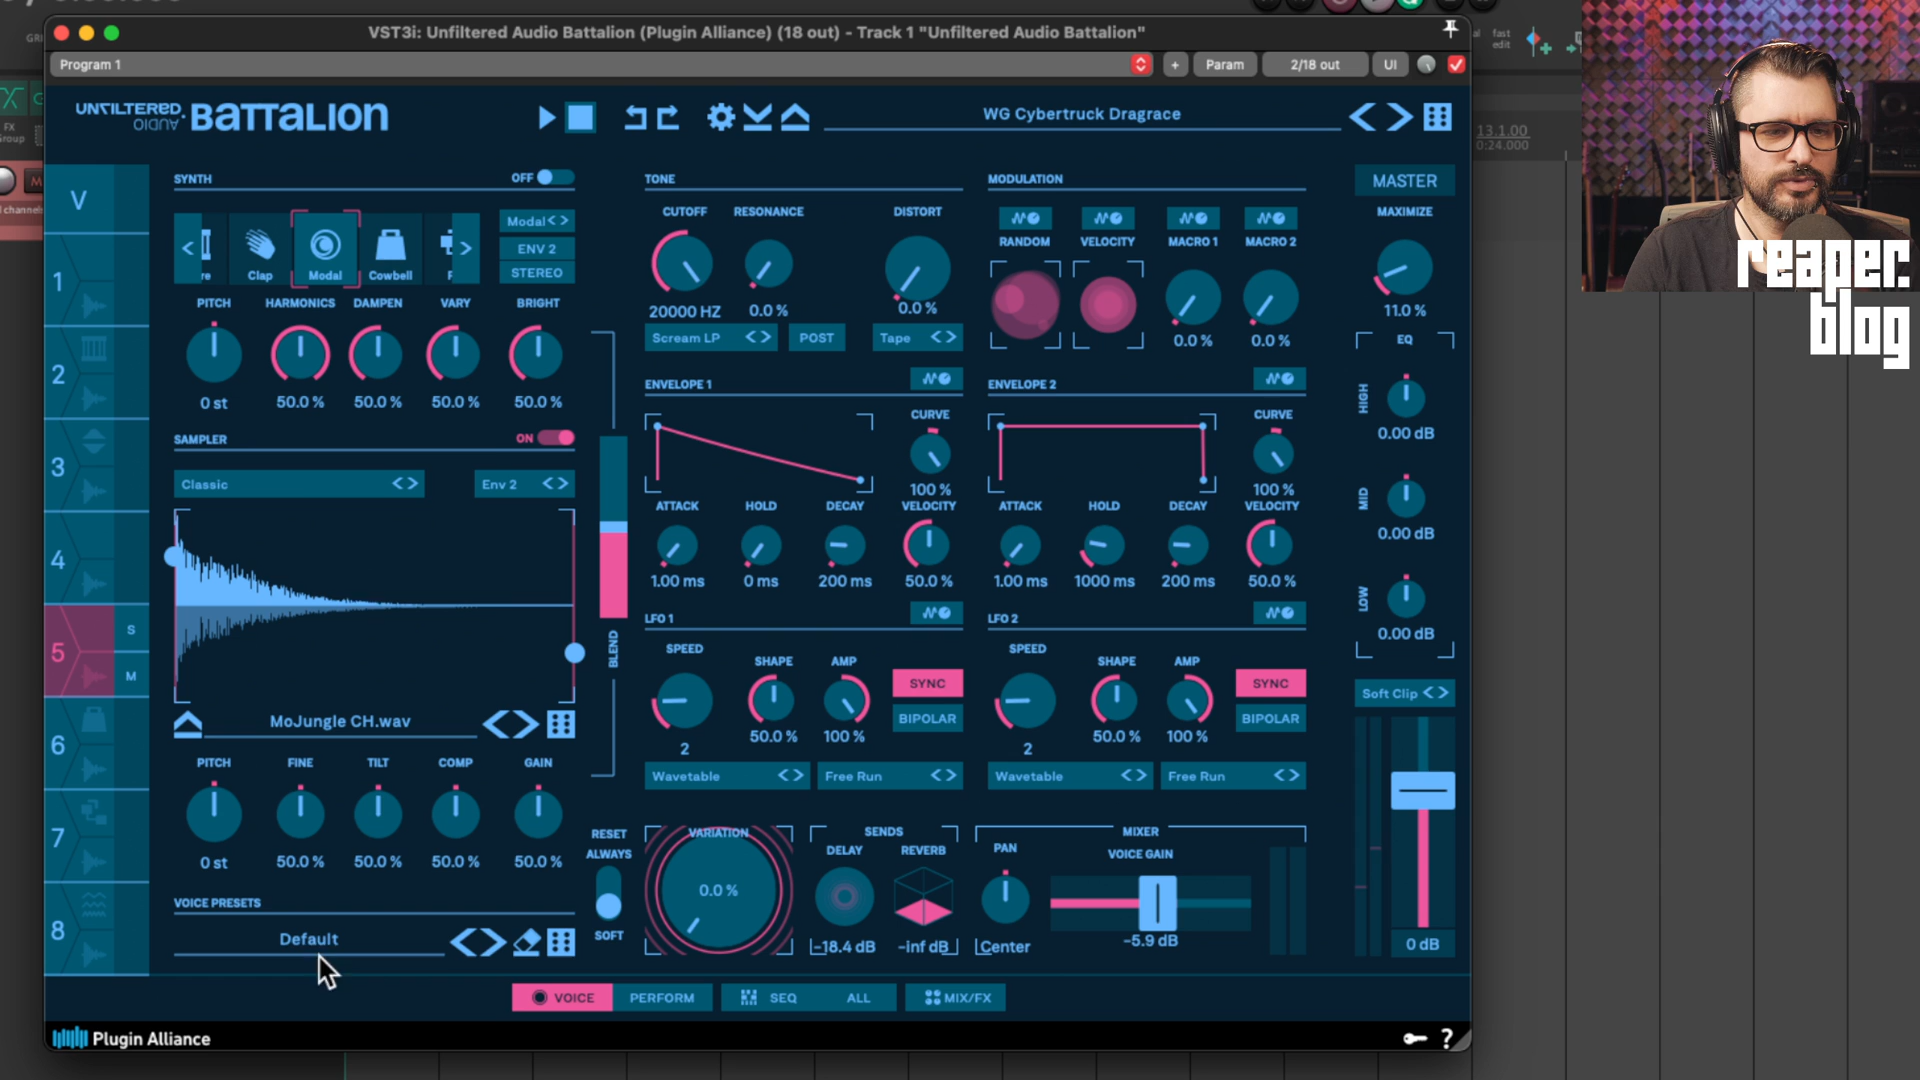 VST3i: Unfiltered Audio Battalion (Plugin Alliance) (18 out) - Track 1 "Unfiltered Audio Battalion"
Program 1
+
Param
2/18 out
UI
UNFILTERED AUDIO BATTALION
WG Cybertruck Dragrace
fast edit
13.1.00
0:24.000
FX
Group
M
reaper.
blog
V
1
2
3
4
5
S
M
6
7
8
SYNTH
OFF
Clap
Modal
Cowbell
Modal
ENV 2
STEREO
PITCH
HARMONICS
DAMPEN
VARY
BRIGHT
0 st
50.0 %
50.0 %
50.0 %
50.0 %
SAMPLER
ON
Classic
Env 2
MoJungle CH.wav
PITCH
FINE
TILT
COMP
GAIN
0 st
50.0 %
50.0 %
50.0 %
50.0 %
VOICE PRESETS
Default
BLEND
RESET
ALWAYS
SOFT
TONE
CUTOFF
RESONANCE
DISTORT
20000 HZ
0.0 %
0.0 %
Scream LP
POST
Tape
MODULATION
RANDOM
VELOCITY
MACRO 1
MACRO 2
0.0 %
0.0 %
ENVELOPE 1
CURVE
100 %
ATTACK
HOLD
DECAY
VELOCITY
1.00 ms
0 ms
200 ms
50.0 %
ENVELOPE 2
CURVE
100 %
ATTACK
HOLD
DECAY
VELOCITY
1.00 ms
1000 ms
200 ms
50.0 %
LFO 1
SPEED
SHAPE
AMP
SYNC
BIPOLAR
2
50.0 %
100 %
Wavetable
Free Run
LFO 2
SPEED
SHAPE
AMP
SYNC
BIPOLAR
2
50.0 %
100 %
Wavetable
Free Run
VARIATION
0.0 %
SENDS
DELAY
REVERB
-18.4 dB
-inf dB
MIXER
PAN
VOICE GAIN
Center
-5.9 dB
MASTER
MAXIMIZE
11.0 %
EQ
HIGH
0.00 dB
MID
0.00 dB
LOW
0.00 dB
Soft Clip
0 dB
VOICE
PERFORM
SEQ
ALL
MIX/FX
Plugin Alliance
?